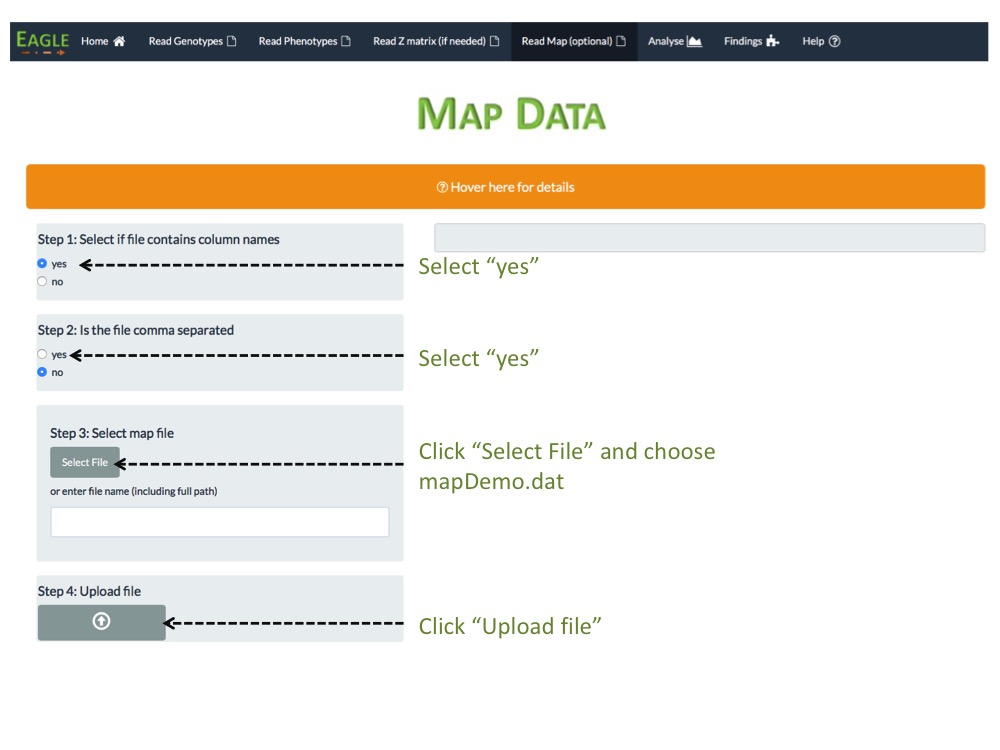 EAGLE Home Read Genotypes Read Phenotypes Read Z matrix (if needed) Read Map (optional) Analyse Findings Help
MAP DATA
Hover here for details
Step 1: Select if file contains column names
yes
Select “yes”
no
Step 2: Is the file comma separated
yes
Select “yes”
no
Step 3: Select map file
Select File
Click “Select File” and choose
mapDemo.dat
or enter file name (including full path)
Step 4: Upload file
Click “Upload file”